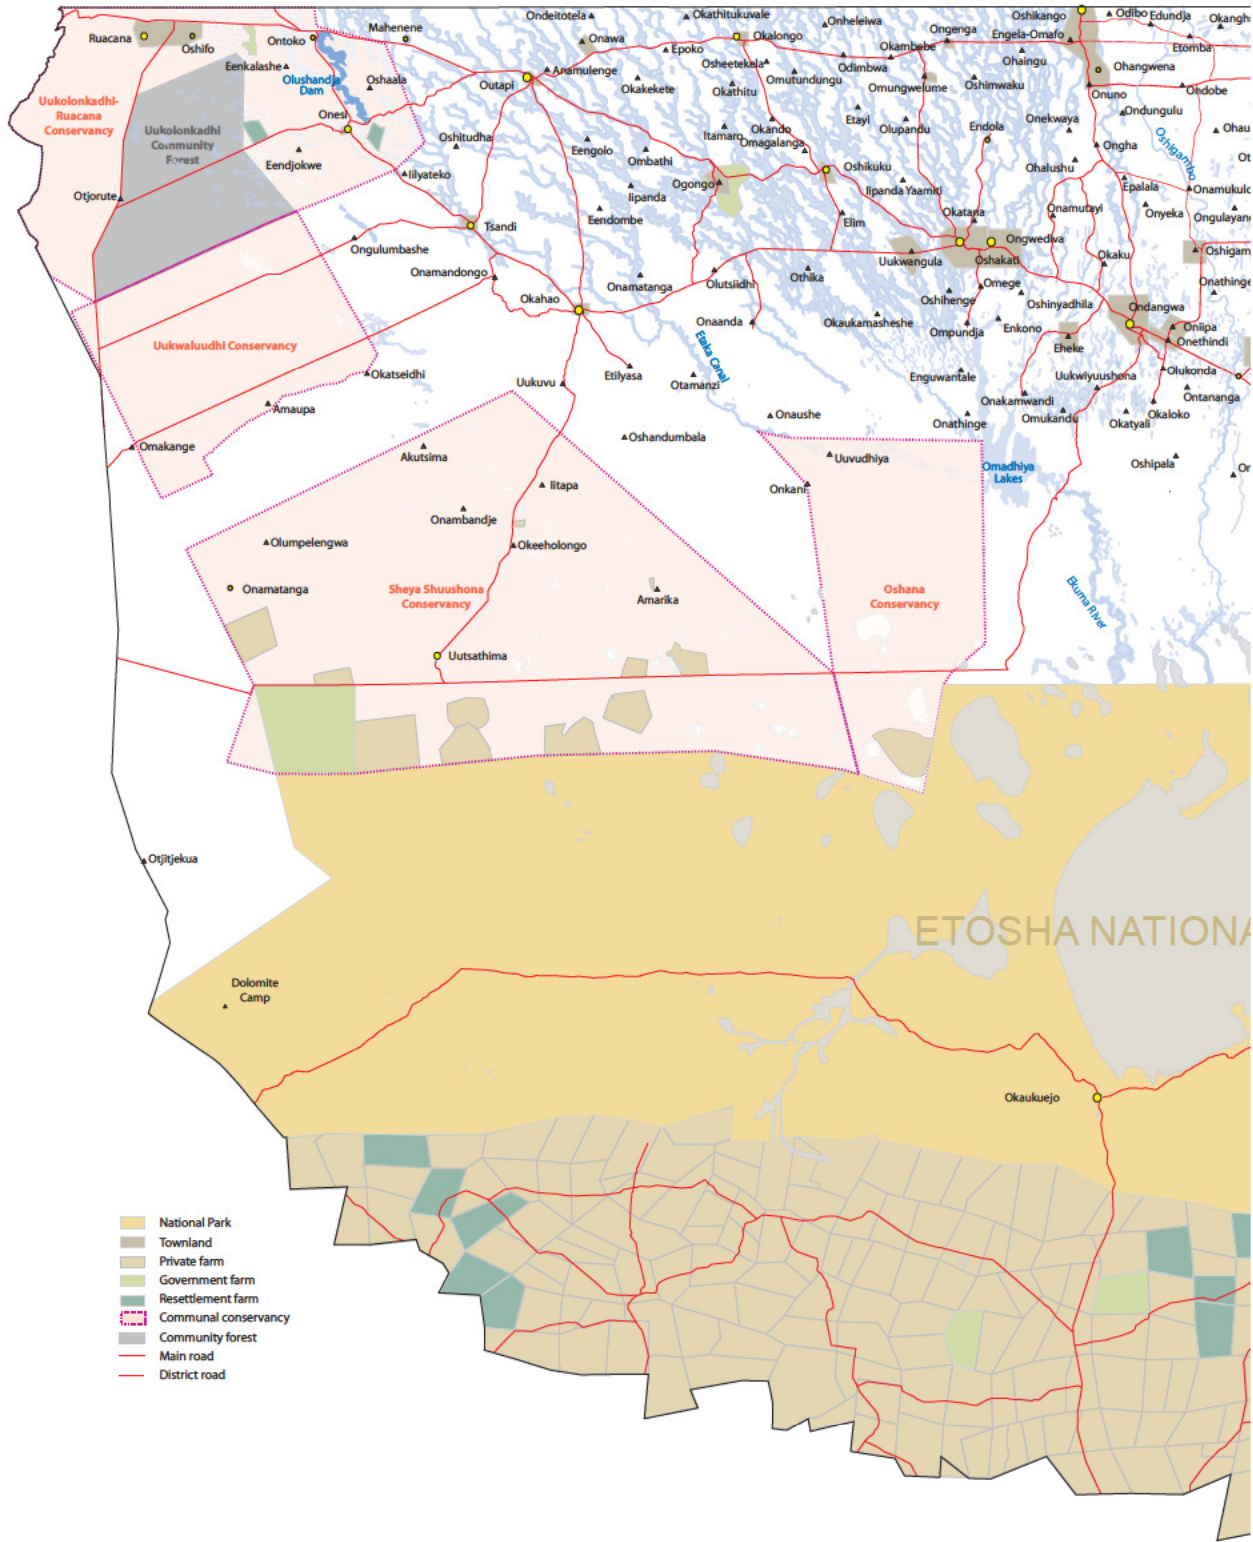 Ondeitotela
Okathitukuvale
Onheleiwa
Oshikango
Odibo
Edundja
Okangh
Ruacana
Oshifo
Ontoko
Mahenene
Onawa
Epoko
Okalongo
Okambebe
Ongenga
Engela-Omafo
Etomba
Eenkalashe
Olushandja
Dam
Oshaala
Anamulenge
Osheetekela
Odimbwa
Ohaingu
Ohangwena
Outapi
Okakekete
Omutundungu
Okathitu
Omungwelume
Oshimwaku
Onuno
Ondobe
Uukolonkadhi-
Ruacana
Conservancy
Uukolonkadhi
Community
Forest
Onesi
Oshitudha
Eengolo
Itamaro
Okando
Omagalanga
Etayi
Olupandu
Endola
Onekwaya
Ondungulu
Oshigambo
Ohau
Eendjokwe
Iilyateko
Ombathi
Iipanda
Ogongo
Oshikuku
Iipanda Yaamiti
Ohalushu
Ongha
Ot
Otjorute
Eendombe
Elim
Okatana
Onamutayi
Epalala
Onyeka
Onamukulo
Ongulayana
Tsandi
Ongulumbashe
Uukwangula
Ongwediva
Oshakati
Okaku
Oshigam
Onamandongo
Onamatanga
Olutsiidhi
Othika
Oshihenge
Omege
Oshinyadhila
Ondangwa
Onathinge
Okahao
Onaanda
Okaukamasheshe
Ompundja
Enkono
Eheke
Oniipa
Onethindi
Uukwaluudhi Conservancy
Etaka Canal
Okatseidhi
Uukuvu
Etilyasa
Otamanzi
Enguwantale
Uukwiyuushona
Olukonda
Ontananga
Amaupa
Onaushe
Onakamwandi
Omukandu
Okaloko
Okatyali
Omakange
Akutsima
Oshandumbala
Onathinge
Uuvudhiya
Omadhiya
Lakes
Oshipala
Or
Iitapa
Onkani
Onambandje
Olumpelengwa
Okeeholongo
Onamatanga
Sheya Shuushona
Conservancy
Amarika
Oshana
Conservancy
Ekuma River
Uutsathima
Otjitjekua
ETOSHA NATIONA
Dolomite
Camp
Okaukuejo
National Park
Townland
Private farm
Government farm
Resettlement farm
Communal conservancy
Community forest
Main road
District road